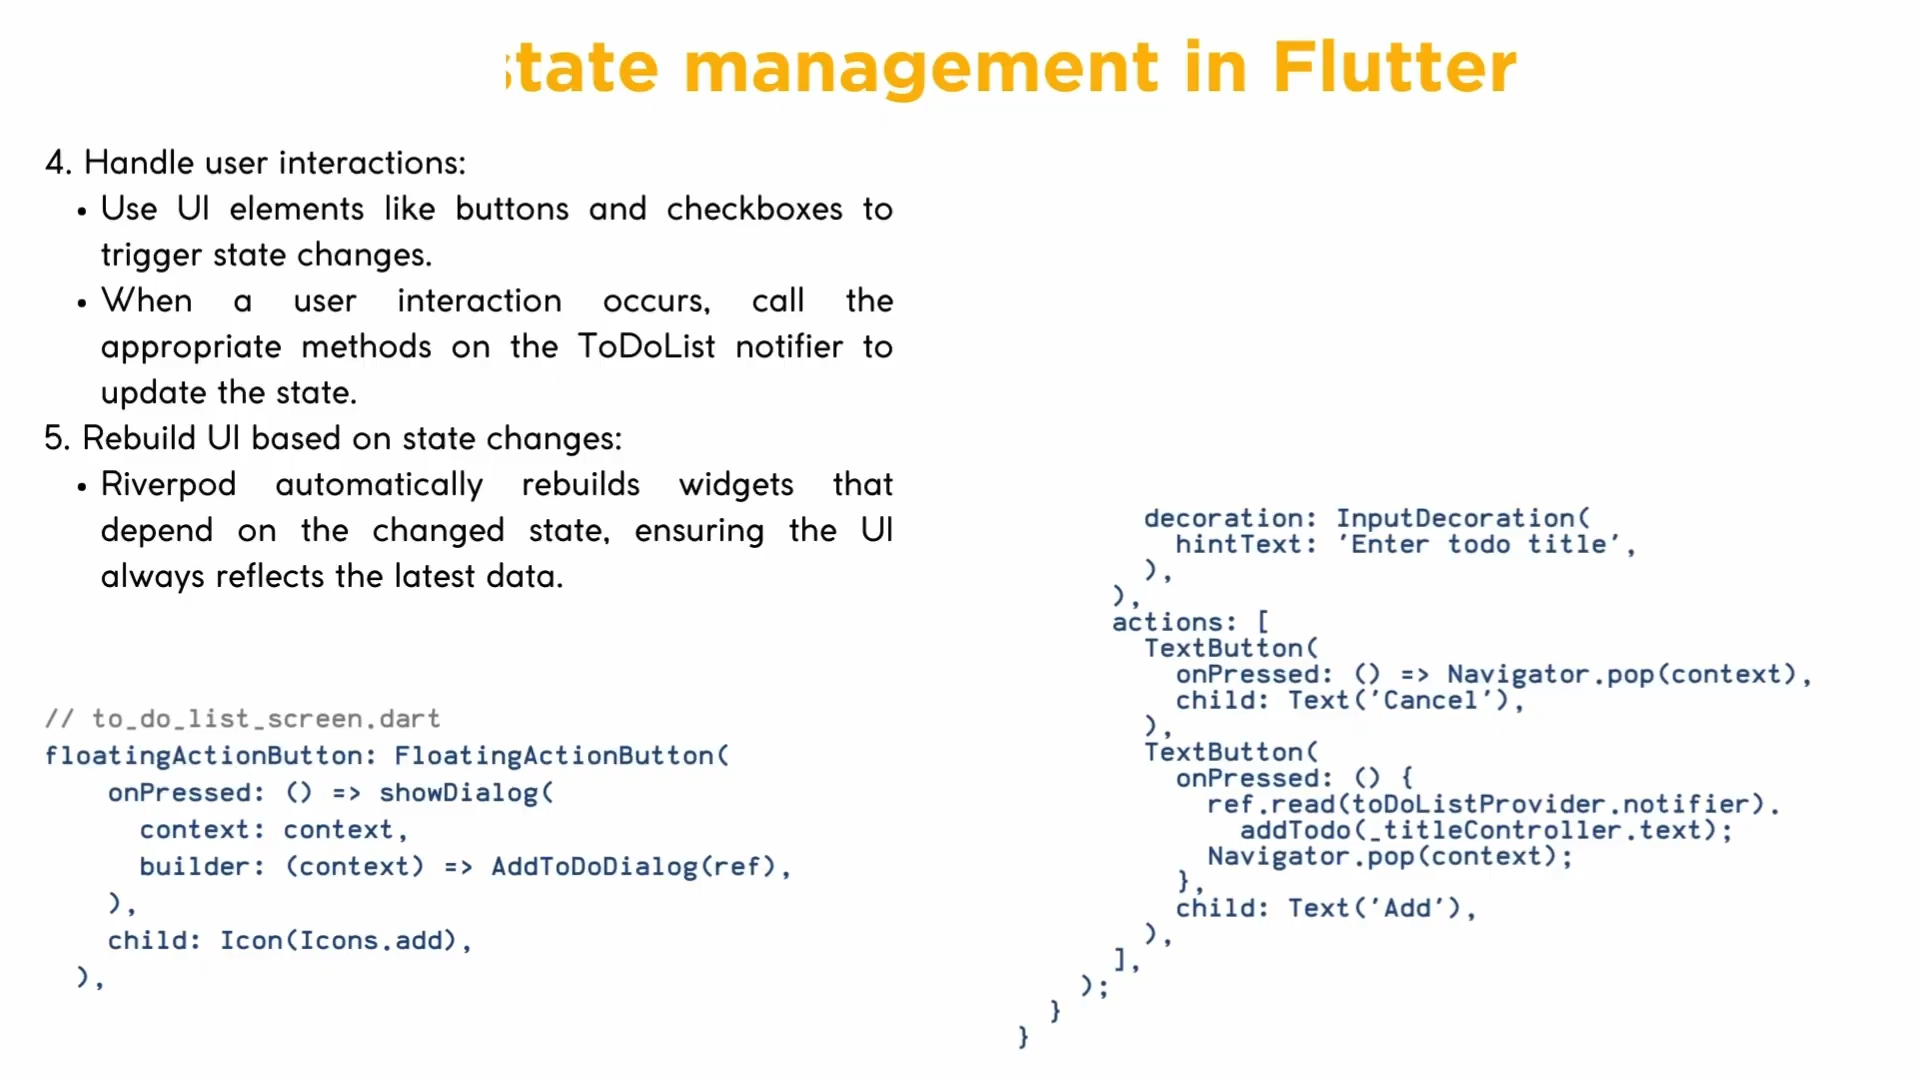 state management in Flutter
4. Handle user interactions:
• Use UI elements like buttons and checkboxes to
trigger state changes.
• When a user interaction occurs, call the
appropriate methods on the ToDoList notifier to
update the state.
5. Rebuild UI based on state changes:
• Riverpod automatically rebuilds widgets that
depend on the changed state, ensuring the UI
always reflects the latest data.
// to_do_list_screen.dart
floatingActionButton: FloatingActionButton(
    onPressed: () => showDialog(
      context: context,
      builder: (context) => AddToDoDialog(ref),
    ),
    child: Icon(Icons.add),
  ),
        decoration: InputDecoration(
          hintText: 'Enter todo title',
        ),
      ),
      actions: [
        TextButton(
          onPressed: () => Navigator.pop(context),
          child: Text('Cancel'),
        ),
        TextButton(
          onPressed: () {
            ref.read(toDoListProvider.notifier).
              addTodo(_titleController.text);
            Navigator.pop(context);
          },
          child: Text('Add'),
        ),
      ],
    );
  }
}